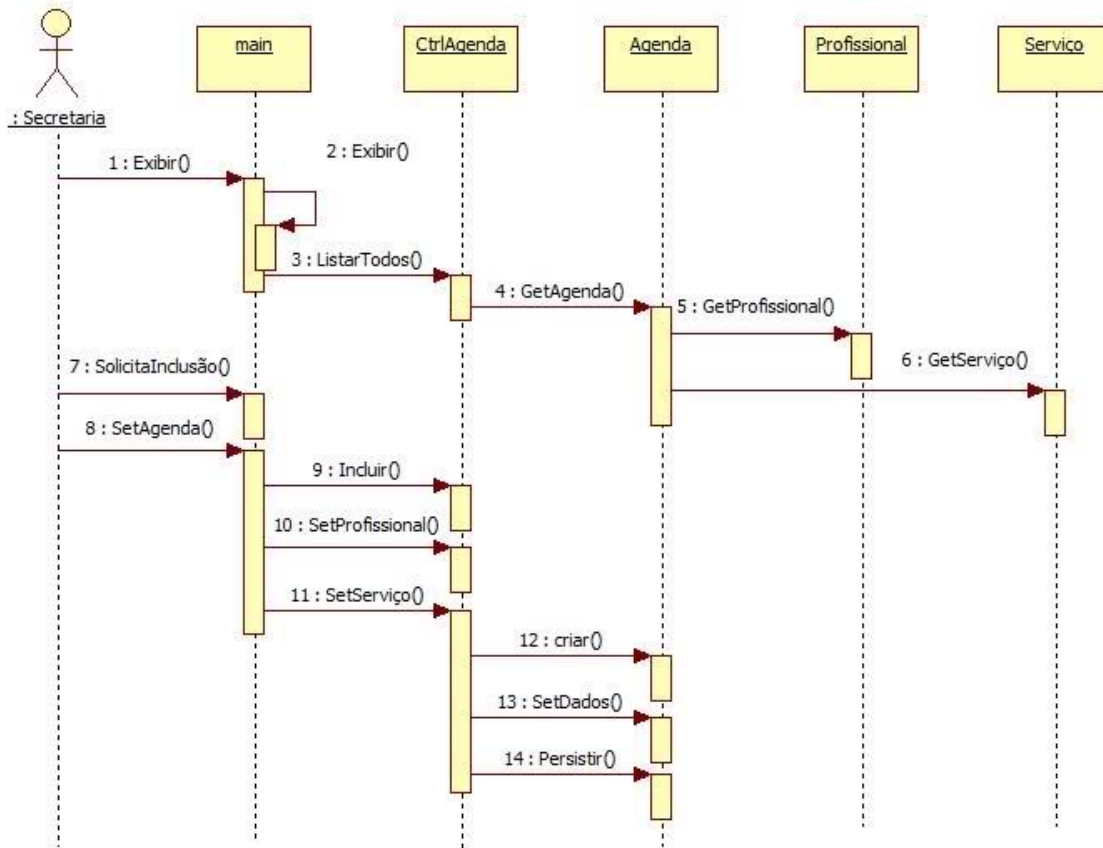 main
CtrlAgenda
Agenda
Profissional
Serviço
: Secretaria
1 : Exibir()
2 : Exibir()
3 : ListarTodos()
4 : GetAgenda()
5 : GetProfissional()
6 : GetServiço()
7 : SolicitaInclusão()
8 : SetAgenda()
9 : Incluir()
10 : SetProfissional()
11 : SetServiço()
12 : criar()
13 : SetDados()
14 : Persistir()